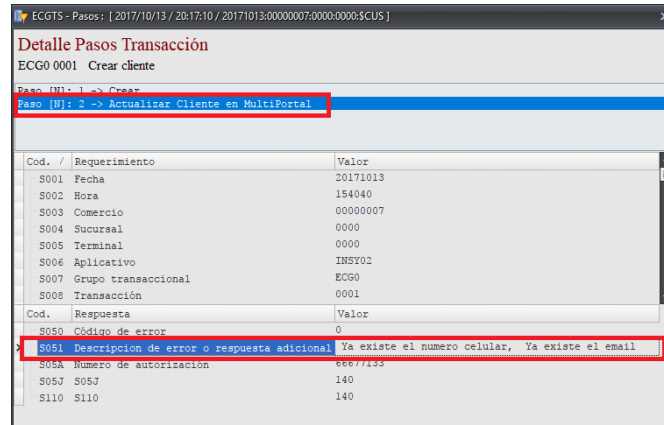 ECGTS - Pasos: [ 2017/10/13 / 20:17:10 / 20171013:00000007:0000:0000:$CUS ]
Detalle Pasos Transacción
ECG0 0001 Crear cliente
Paso [N]: 1 -> Crear
Paso [N]: 2 -> Actualizar Cliente en MultiPortal
Cod. / Requerimiento Valor
S001 Fecha 20171013
S002 Hora 154040
S003 Comercio 00000007
S004 Sucursal 0000
S005 Terminal 0000
S006 Aplicativo INSY02
S007 Grupo transaccional ECG0
S008 Transacción 0001
Cod. Respuesta Valor
S050 Código de error 0
S051 Descripcion de error o respuesta adicional Ya existe el numero celular, Ya existe el email
S05A Numero de autorizacion 66677133
S05J S05J 140
S110 S110 140